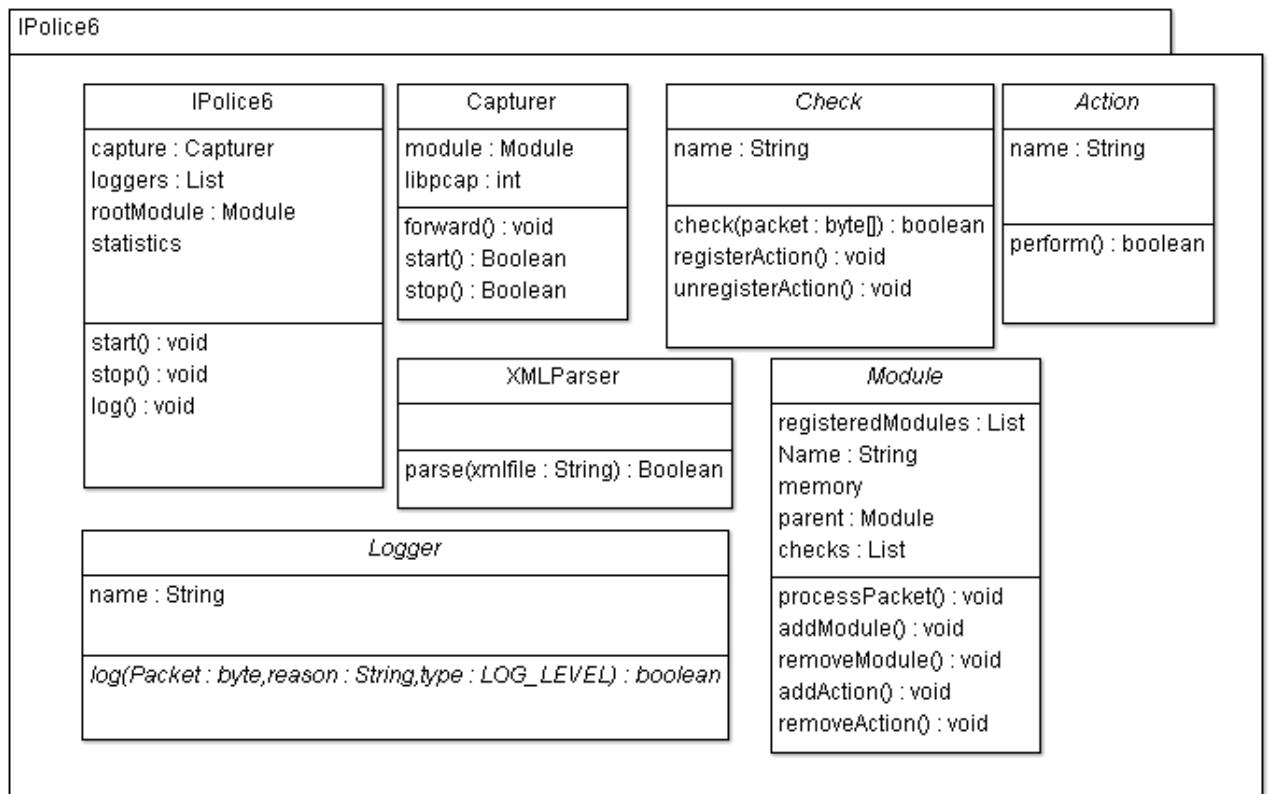 IPolice6
IPolice6
capture : Capturer
loggers : List
rootModule : Module
statistics
start() : void
stop() : void
log() : void
Capturer
module : Module
libpcap : int
forward() : void
start() : Boolean
stop() : Boolean
Check
name : String
check(packet : byte[]) : boolean
registerAction() : void
unregisterAction() : void
Action
name : String
perform() : boolean
XMLParser
parse(xmlfile : String) : Boolean
Module
registeredModules : List
Name : String
memory
parent : Module
checks : List
processPacket() : void
addModule() : void
removeModule() : void
addAction() : void
removeAction() : void
Logger
name : String
log(Packet : byte,reason : String,type : LOG_LEVEL) : boolean